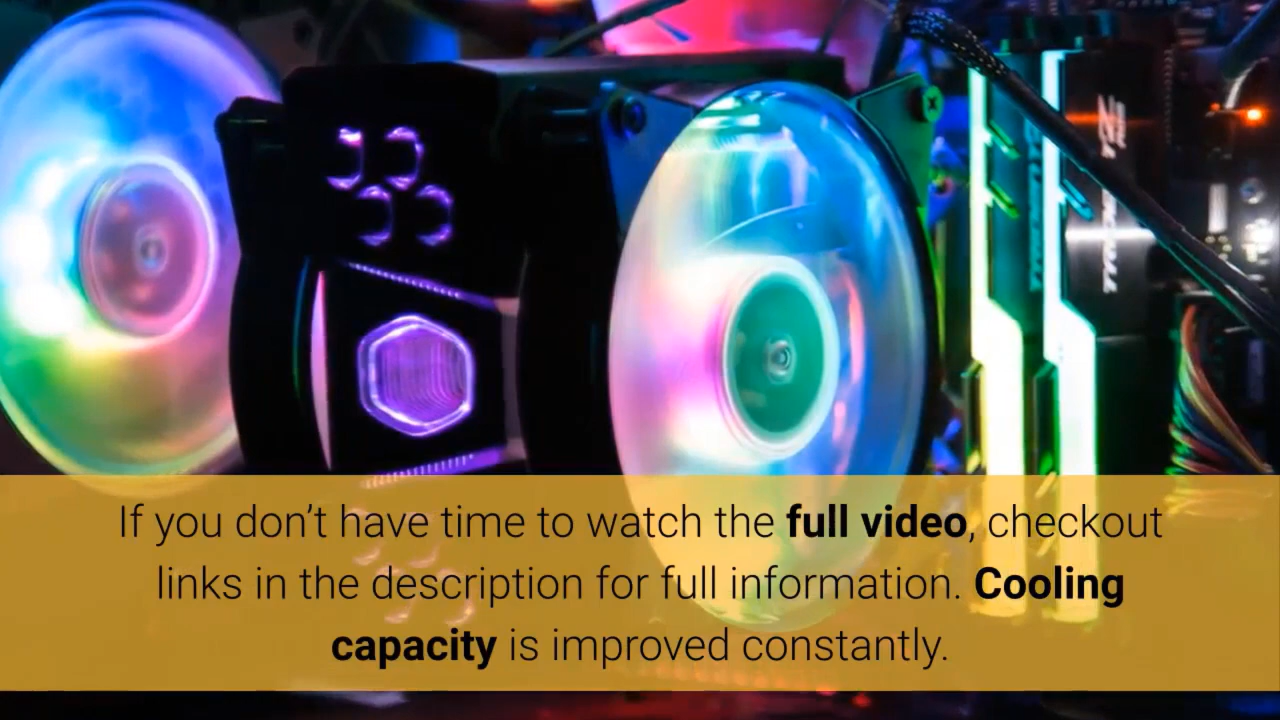 If you don’t have time to watch the full video, checkout
links in the description for full information. Cooling
capacity is improved constantly.